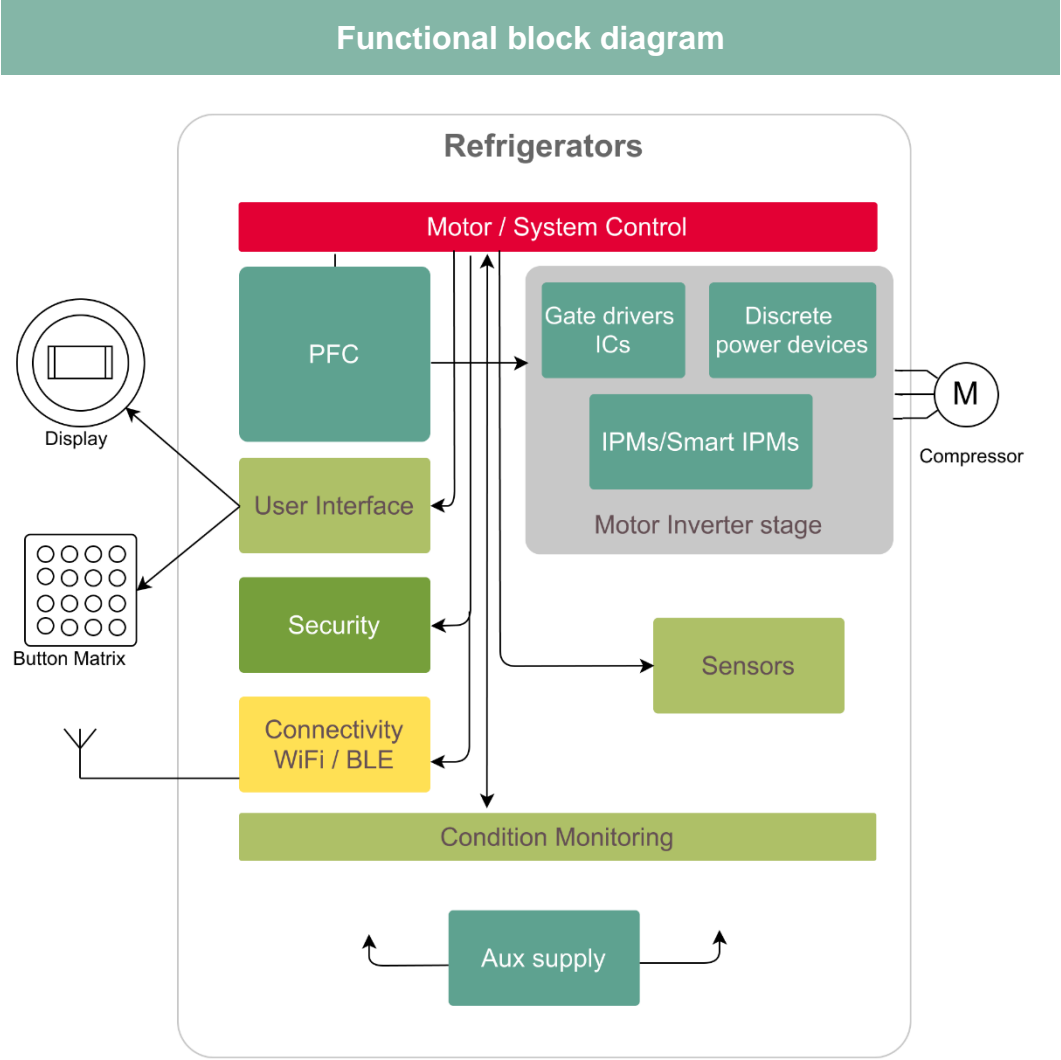 Functional block diagram
Refrigerators
Motor / System Control
PFC
Gate drivers
ICs
Discrete
power devices
IPMs/Smart IPMs
Motor Inverter stage
M
Compressor
Display
User Interface
Button Matrix
Security
Sensors
Connectivity
WiFi / BLE
Condition Monitoring
Aux supply